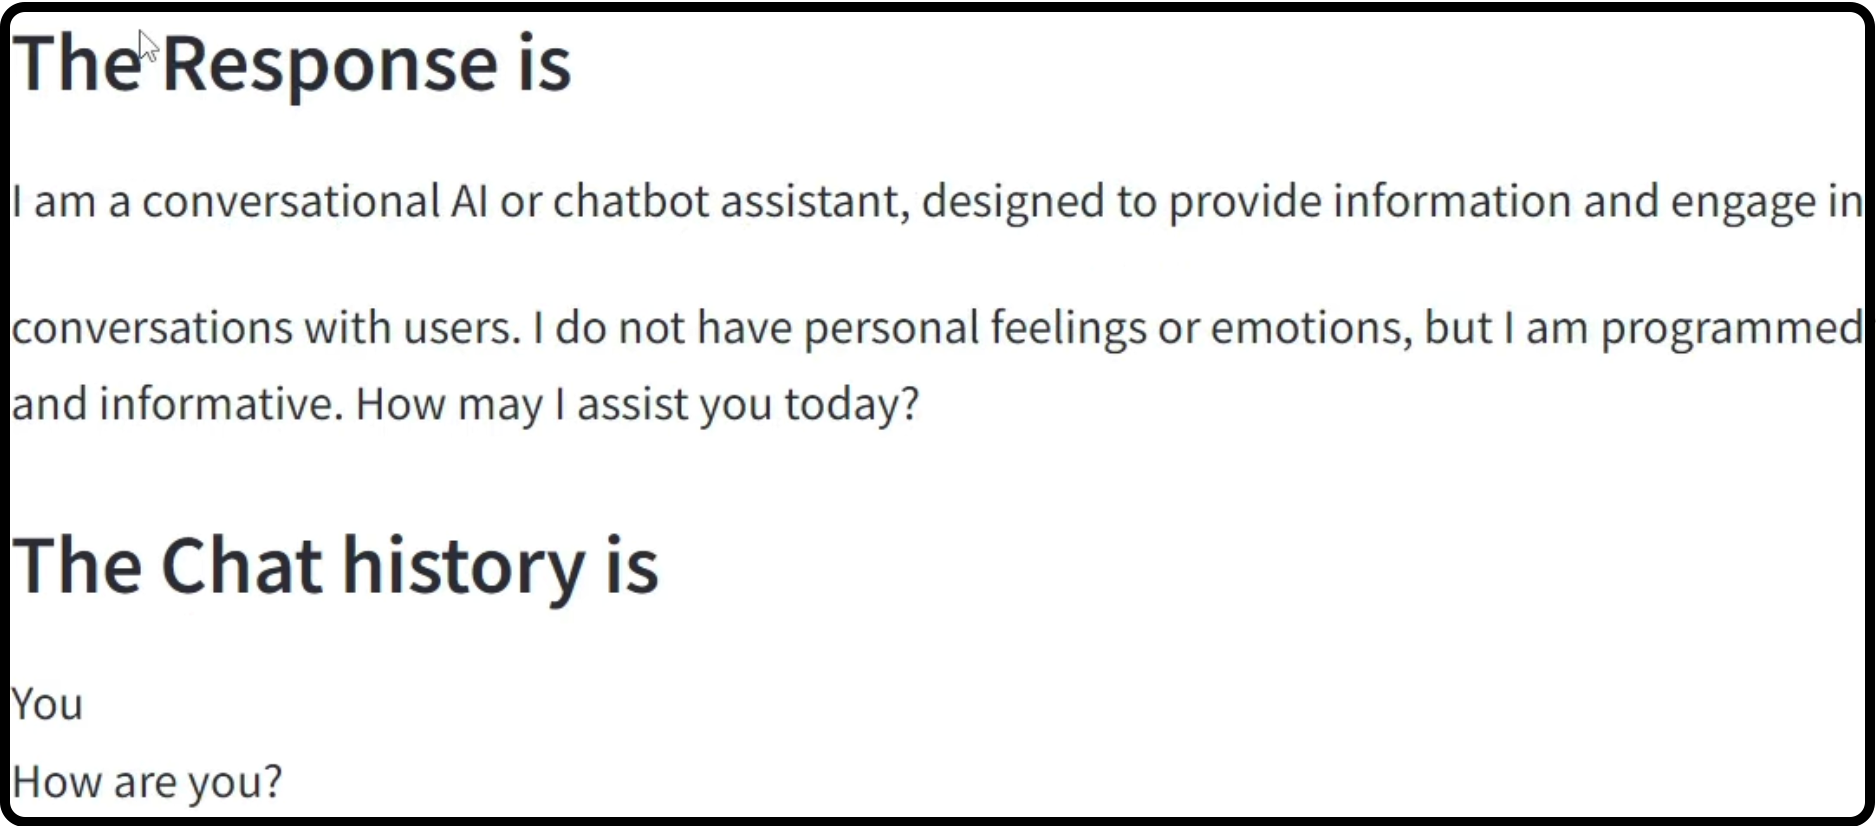 The Response is
I am a conversational AI or chatbot assistant, designed to provide information and engage in
conversations with users. I do not have personal feelings or emotions, but I am programmed
and informative. How may I assist you today?
The Chat history is
You
How are you?